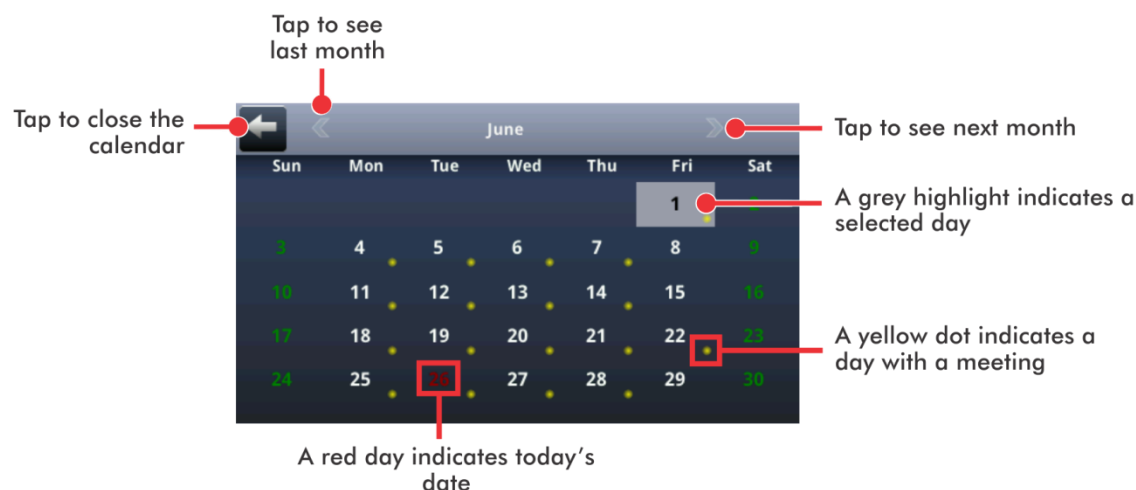 Tap to see
last month
Tap to close the
calendar
June
Tap to see next month
Sun Mon Tue Wed Thu Fri Sat
1 2
A grey highlight indicates a
selected day
3 4 5 6 7 8 9
10 11 12 13 14 15 16
17 18 19 20 21 22 23
A yellow dot indicates a
day with a meeting
24 25 26 27 28 29 30
A red day indicates today's
date